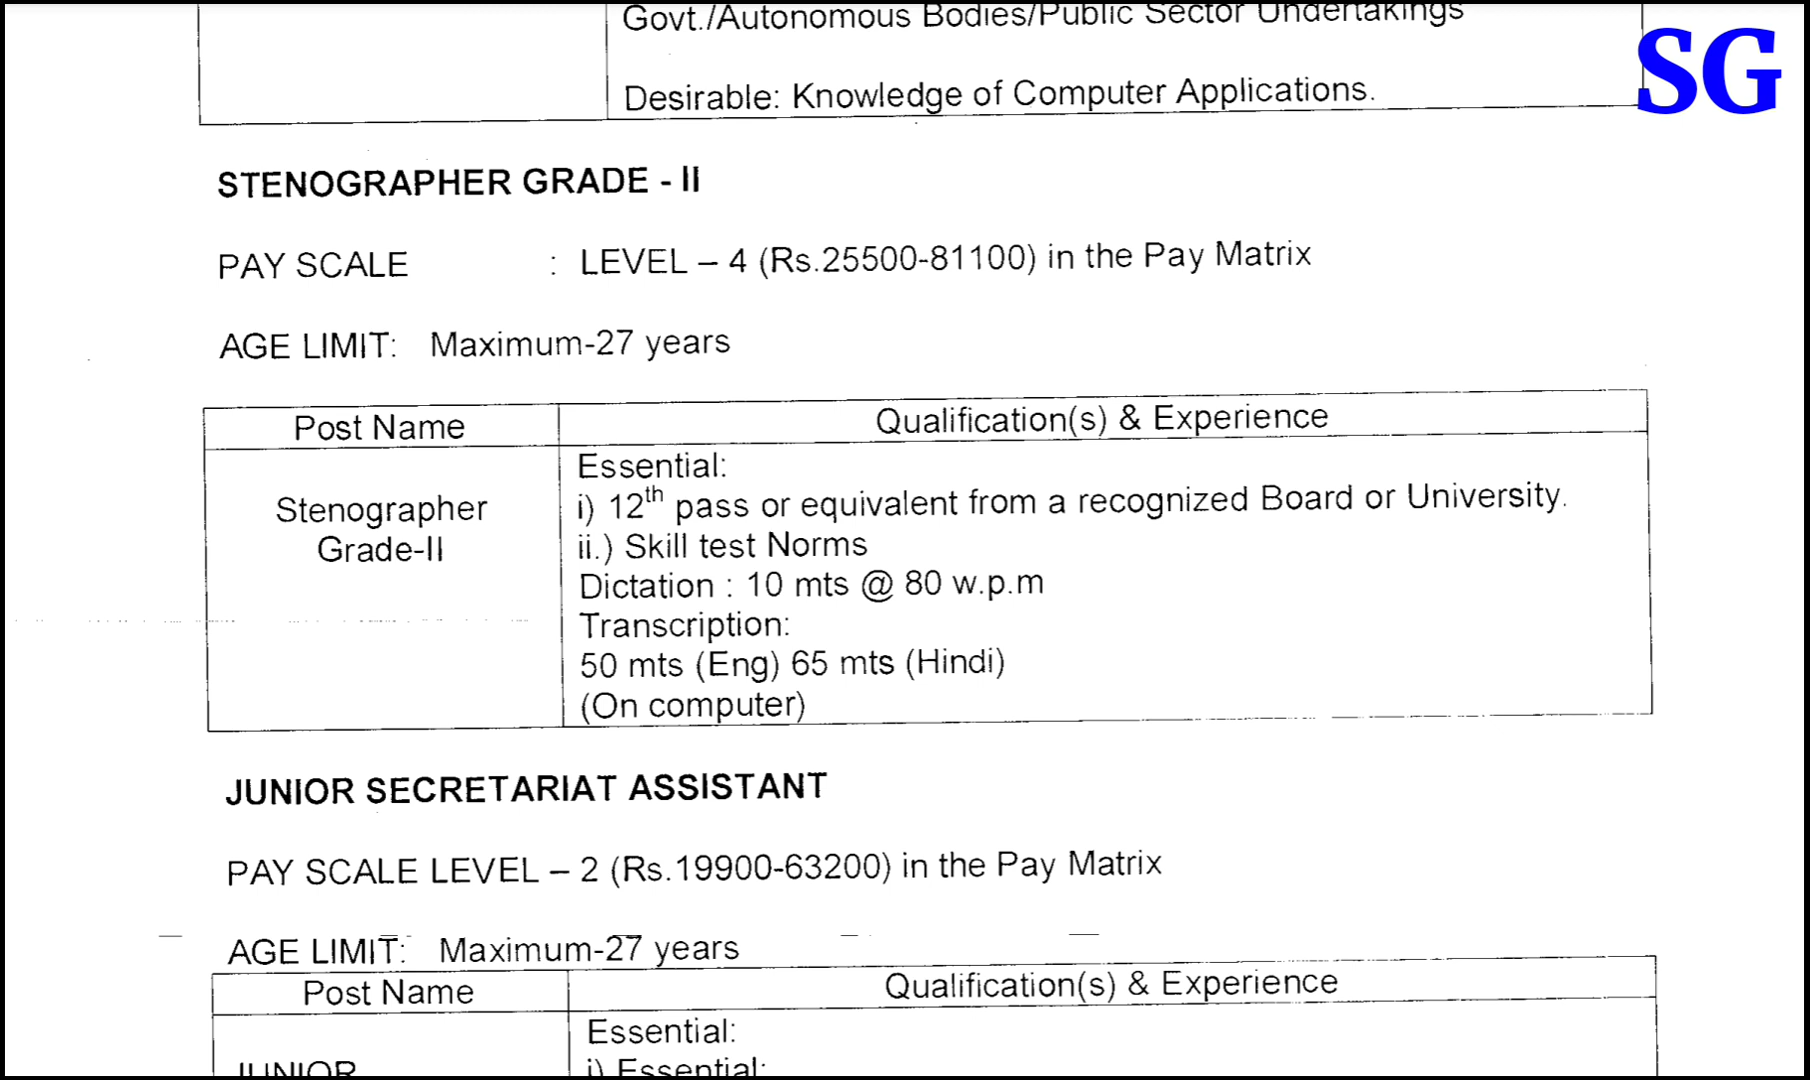 Govt./Autonomous Bodies/Public Sector Undertakings
SG
Desirable: Knowledge of Computer Applications.
STENOGRAPHER GRADE - II
PAY SCALE : LEVEL – 4 (Rs.25500-81100) in the Pay Matrix
AGE LIMIT: Maximum-27 years
Post Name Qualification(s) & Experience
Essential:
i) 12th pass or equivalent from a recognized Board or University.
Stenographer
Grade-II
ii.) Skill test Norms
Dictation : 10 mts @ 80 w.p.m
Transcription:
50 mts (Eng) 65 mts (Hindi)
(On computer)
JUNIOR SECRETARIAT ASSISTANT
PAY SCALE LEVEL – 2 (Rs.19900-63200) in the Pay Matrix
AGE LIMIT: Maximum-27 years
Post Name Qualification(s) & Experience
Essential:
JUNIOR
i) Essential: